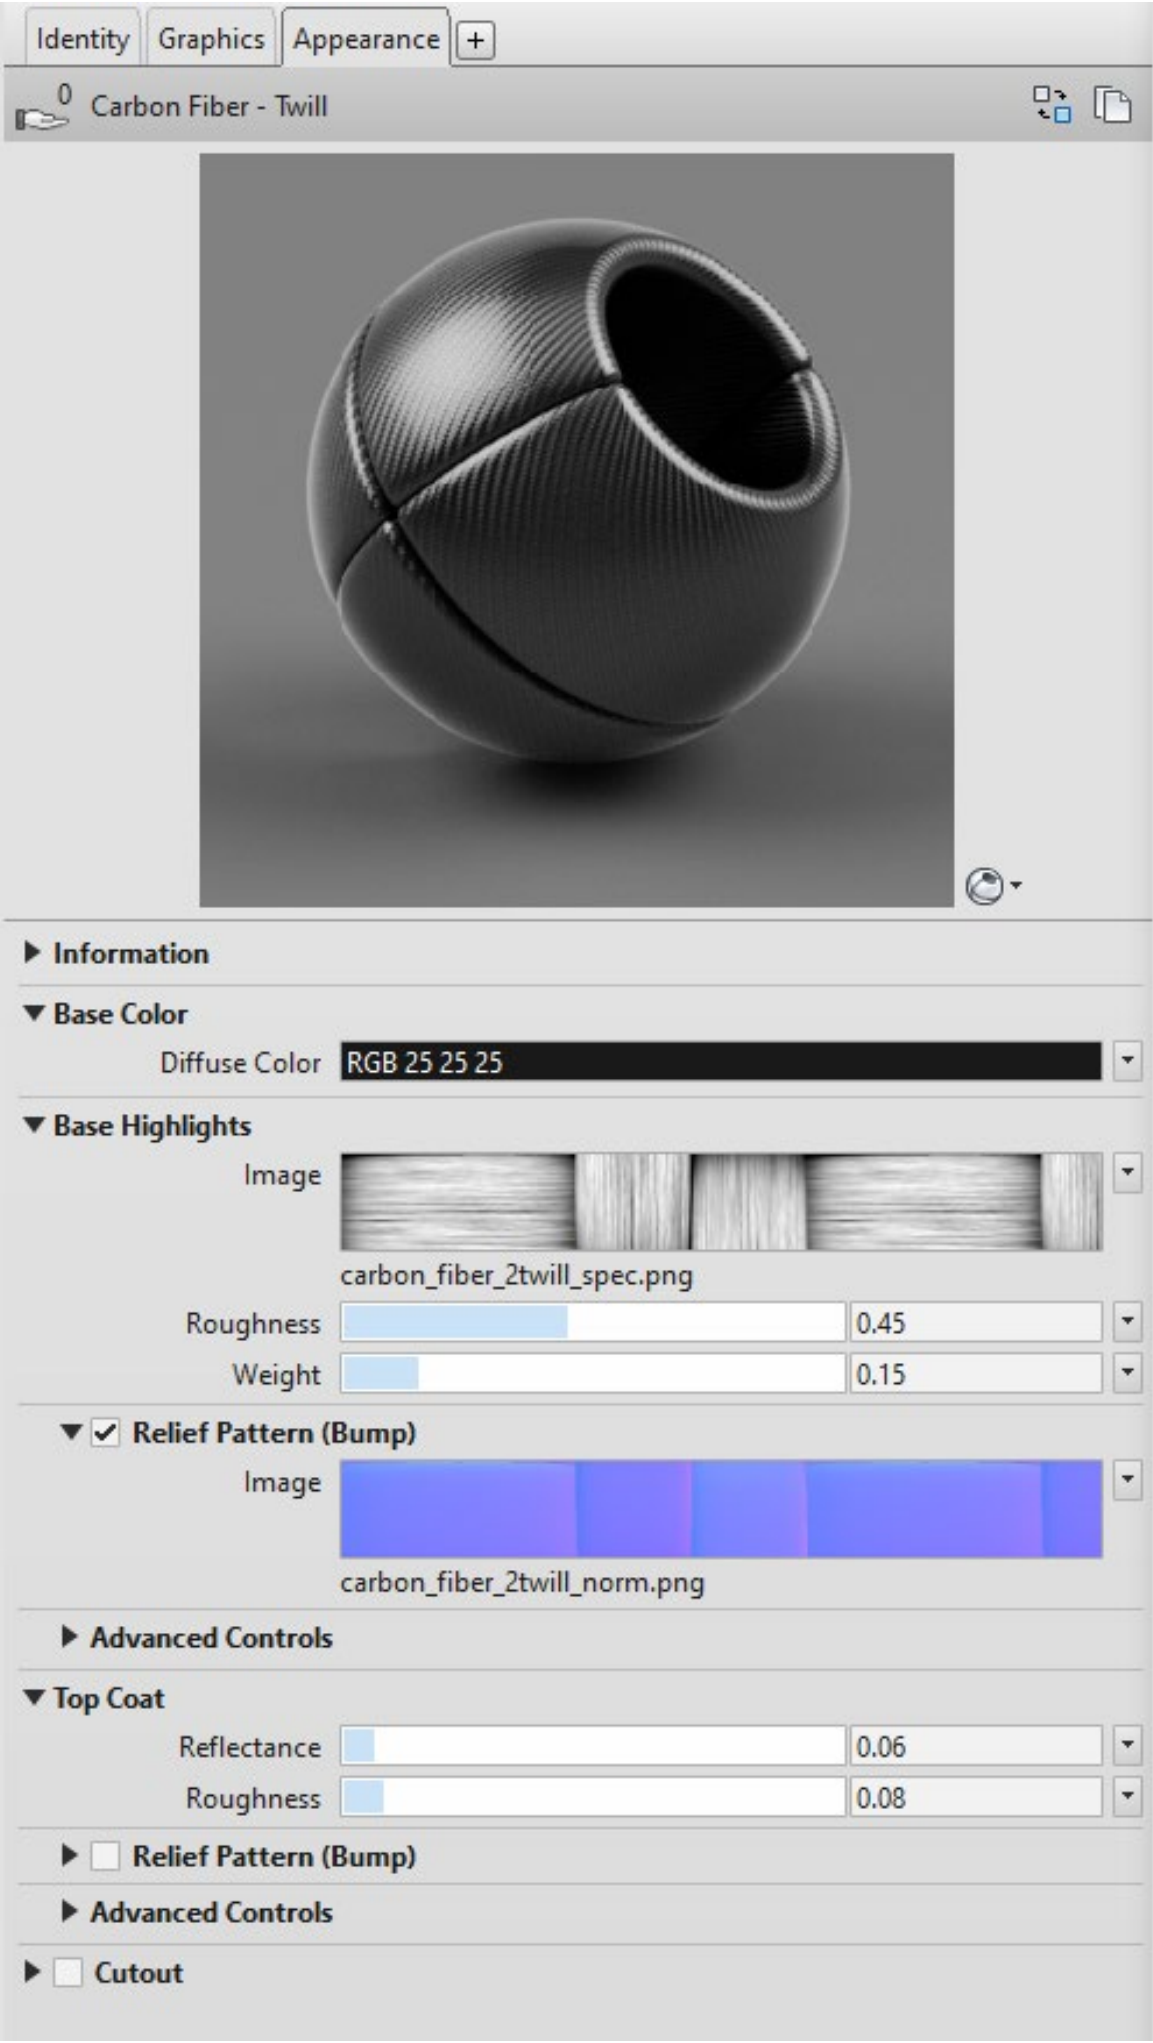 Identity Graphics Appearance +
0 Carbon Fiber - Twill
Information
Base Color
Diffuse Color RGB 25 25 25
Base Highlights
Image
carbon_fiber_2twill_spec.png
Roughness 0.45
Weight 0.15
Relief Pattern (Bump)
Image
carbon_fiber_2twill_norm.png
Advanced Controls
Top Coat
Reflectance 0.06
Roughness 0.08
Relief Pattern (Bump)
Advanced Controls
Cutout